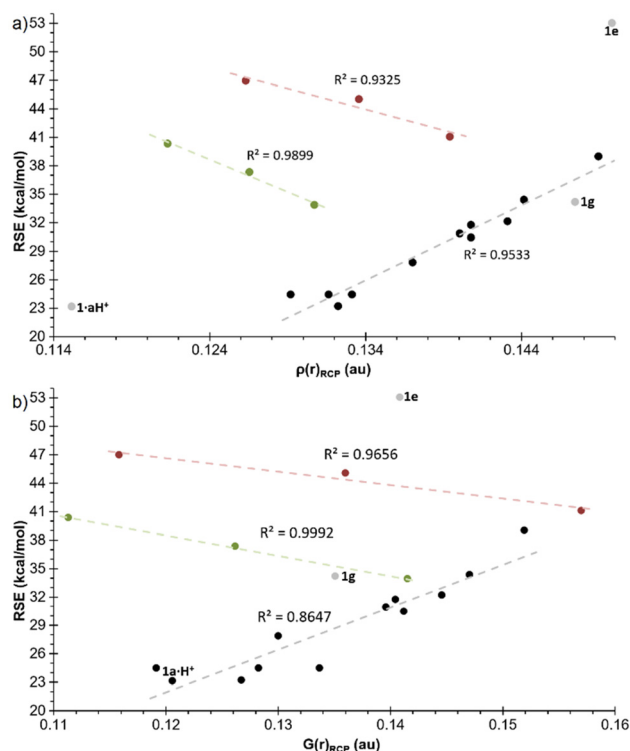 a)
53
50
47
44
41
38
35
32
29
26
23
20
RSE (kcal/mol)
1e
R² = 0.9325
R² = 0.9899
1g
R² = 0.9533
1·aH⁺
0.114
0.124
0.134
0.144
ρ(r)RCP (au)
b)
53
50
47
44
41
38
35
32
29
26
23
20
RSE (kcal/mol)
1e
R² = 0.9656
R² = 0.9992
1g
R² = 0.8647
1a·H⁺
0.11
0.12
0.13
0.14
0.15
0.16
G(r)RCP (au)